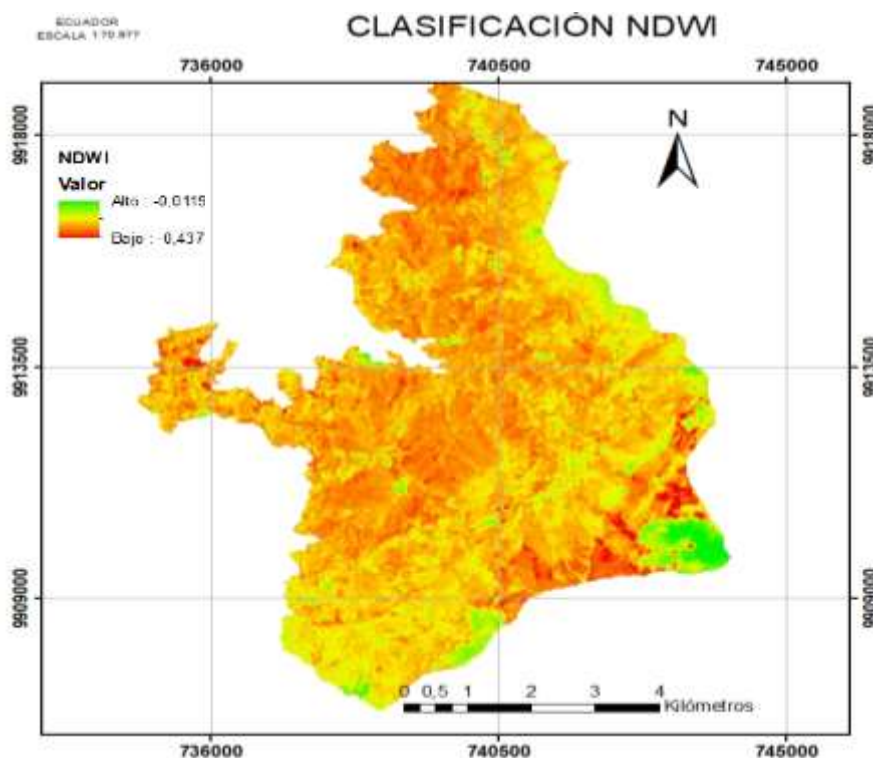 ECUADOR
ESCALA 1:70.977
CLASIFICACIÓN NDWI
736000 740500 745000
9918000 9918000
N
NDWI
Valor
Alto : -0,0115
Bajo : -0,437
9913500 9913500
9909000 9909000
0 0,5 1 2 3 4
Kilómetros
736000 740500 745000